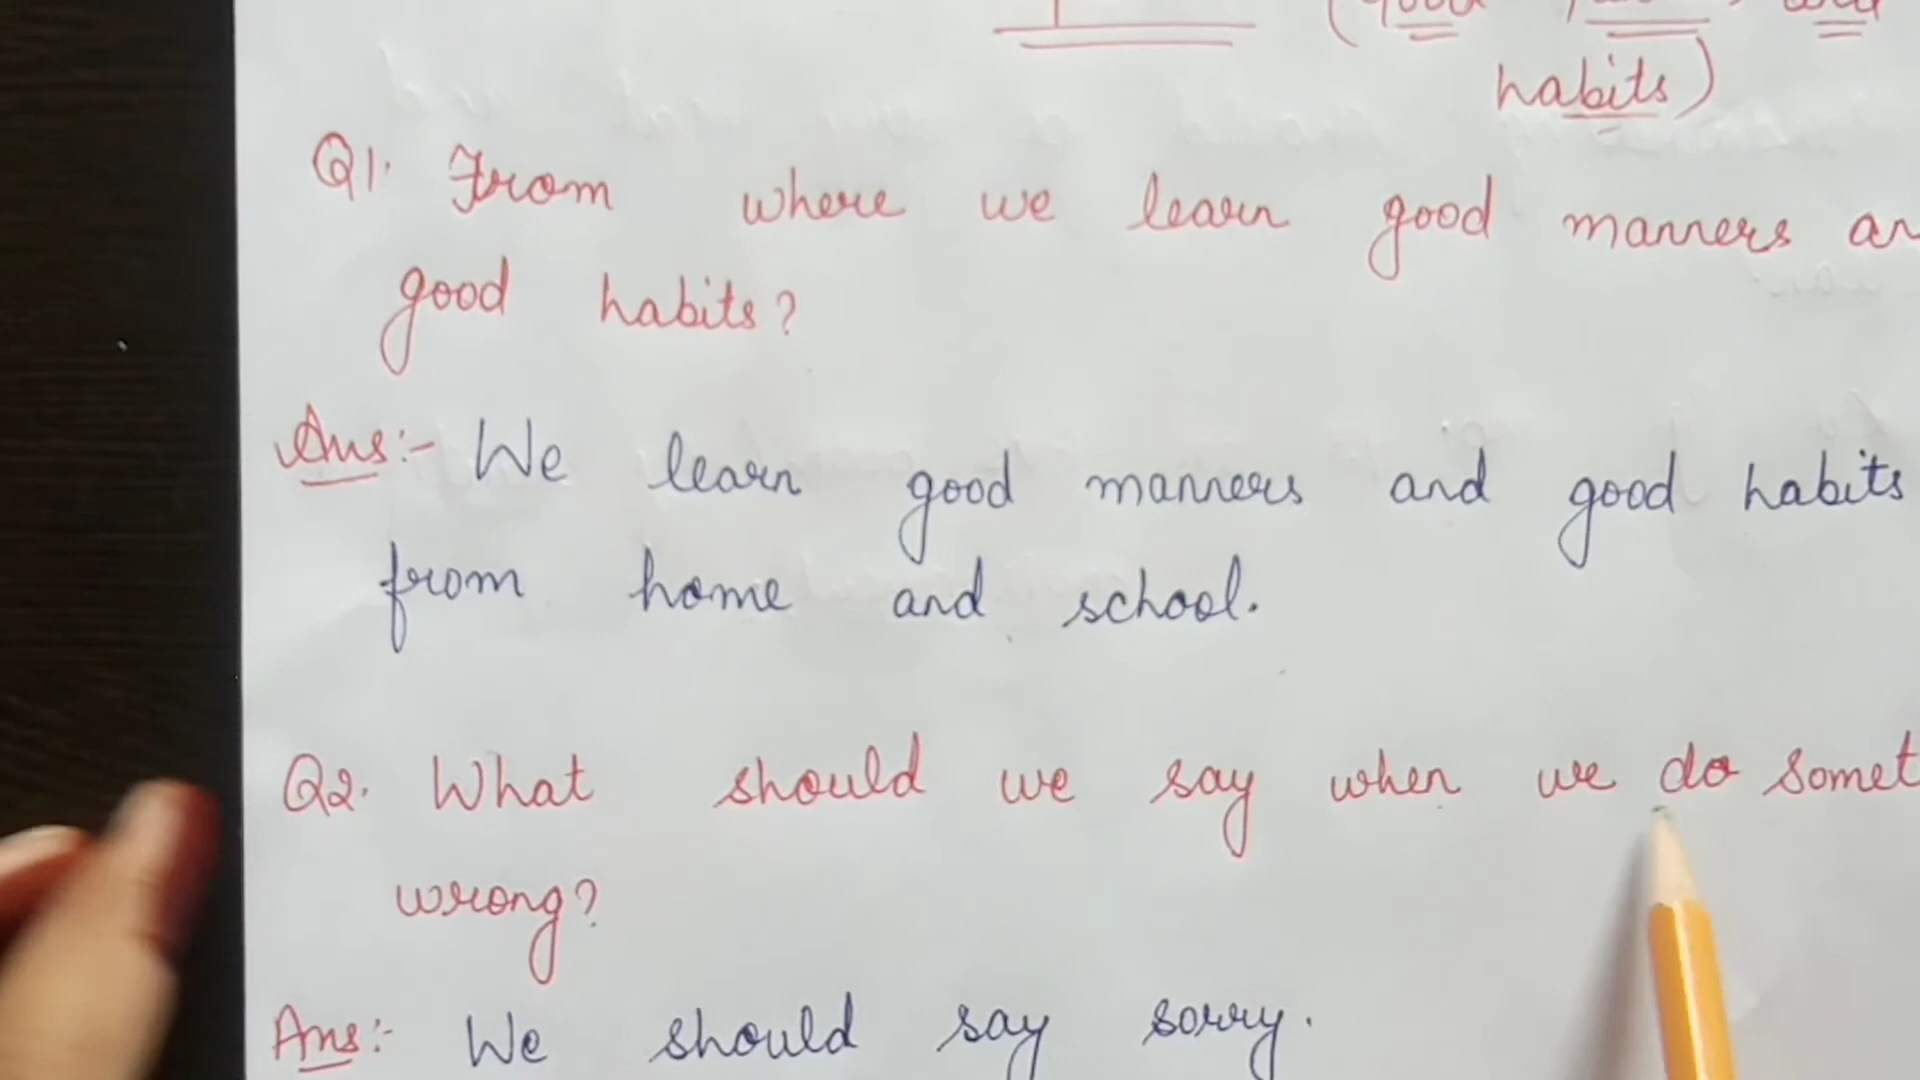 habits)
Q1. From where we learn good manners
good habits?
Ans:- We learn good manners and good habits
from home and school.
Q2. What should we say when we do somet
wrong?
Ans:- We should say sorry.